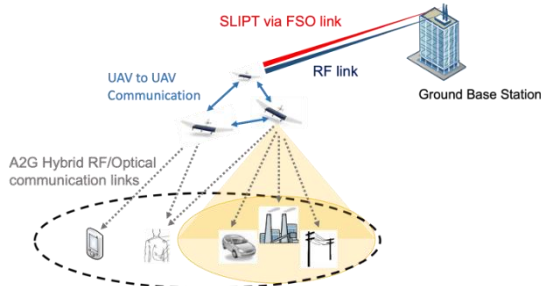 SLIPT via FSO link
RF link
UAV to UAV
Communication
Ground Base Station
A2G Hybrid RF/Optical
communication links